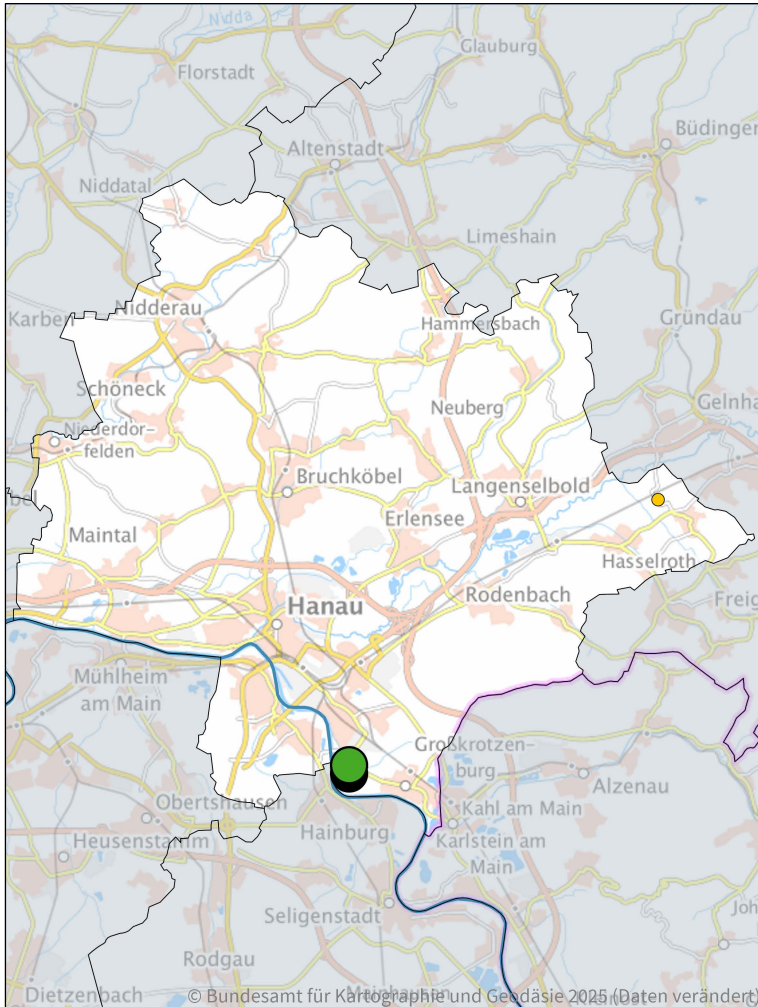 Nidda
Glauburg
Florstadt
Büdingen
Altenstadt
Niddatal
Limeshain
Karben
Nidderau
Hammersbach
Gründau
Schöneck
Neuberg
Gelnha
Niederdor-
felden
Bruchköbel
Langenselbold
bel
Erlensee
Maintal
Hasselroth
Hanau
Rodenbach
Freig
Mühlheim
am Main
Großkrotzen-
burg
Alzenau
Obertshausen
Kahl am Main
Hainburg
Heusenstamm
Karlstein am
Main
Seligenstadt
Joh
Rodgau
Dietzenbach
Mainhausen
© Bundesamt für Kartographie und Geodäsie 2025 (Daten verändert)